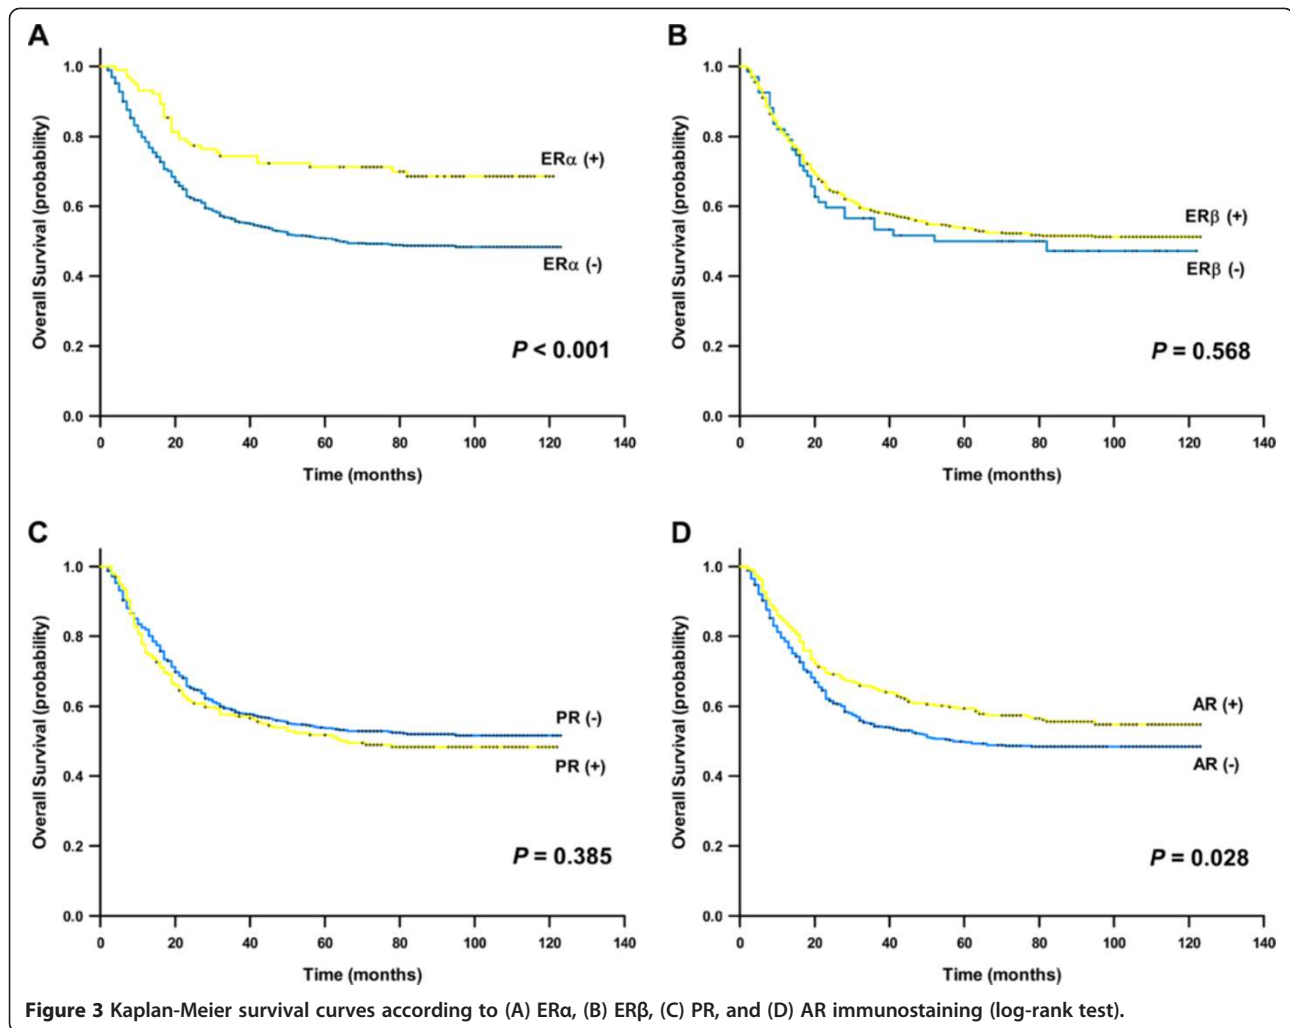 A
Overall Survival (probability)
1.0
0.8
0.6
0.4
0.2
0.0
ERα (+)
ERα (-)
P < 0.001
0 20 40 60 80 100 120 140
Time (months)
B
Overall Survival (probability)
1.0
0.8
0.6
0.4
0.2
0.0
ERβ (+)
ERβ (-)
P = 0.568
0 20 40 60 80 100 120 140
Time (months)
C
Overall Survival (probability)
1.0
0.8
0.6
0.4
0.2
0.0
PR (-)
PR (+)
P = 0.385
0 20 40 60 80 100 120 140
Time (months)
D
Overall Survival (probability)
1.0
0.8
0.6
0.4
0.2
0.0
AR (+)
AR (-)
P = 0.028
0 20 40 60 80 100 120 140
Time (months)
Figure 3 Kaplan-Meier survival curves according to (A) ERα, (B) ERβ, (C) PR, and (D) AR immunostaining (log-rank test).